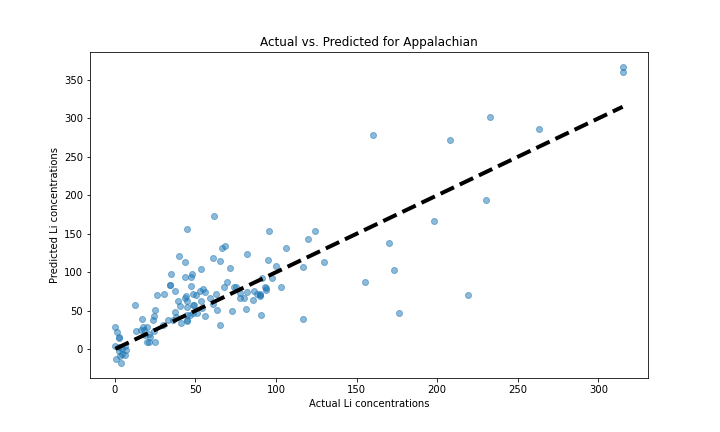 Actual vs. Predicted for Appalachian
350
300
250
200
150
100
50
0
Predicted Li concentrations
0 50 100 150 200 250 300
Actual Li concentrations